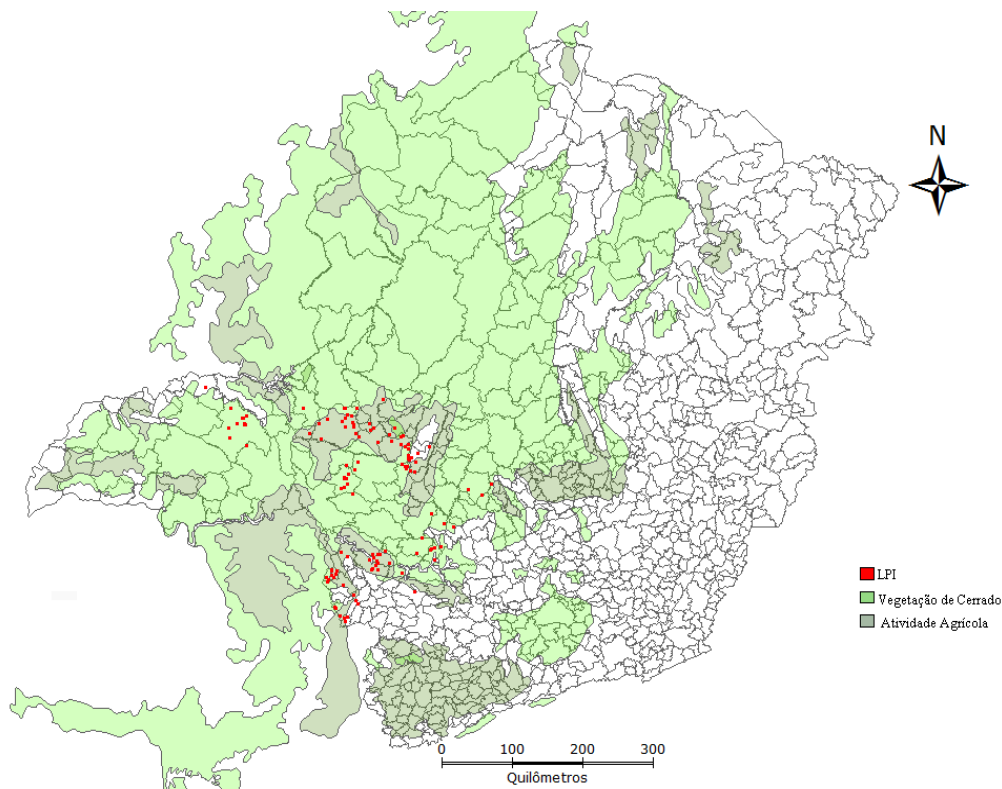 N
LPI
Vegetação de Cerrado
Atividade Agrícola
0 100 200 300
Quilômetros